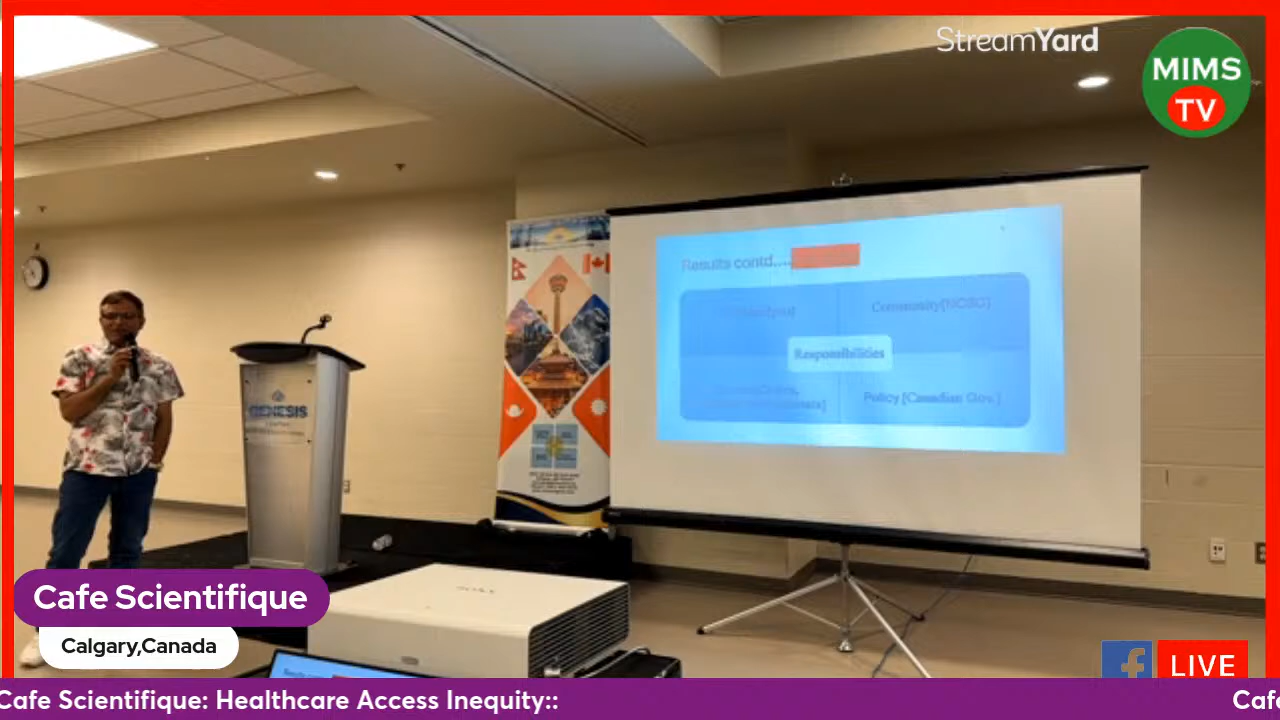 StreamYard
MIMS
TV
Results contd....
Community[NCSC]
Responsibilities
Policy [Canadian Gov.]
GENESIS
SONY
Cafe Scientifique
Calgary,Canada
LIVE
Cafe Scientifique: Healthcare Access Inequity::
Cafe